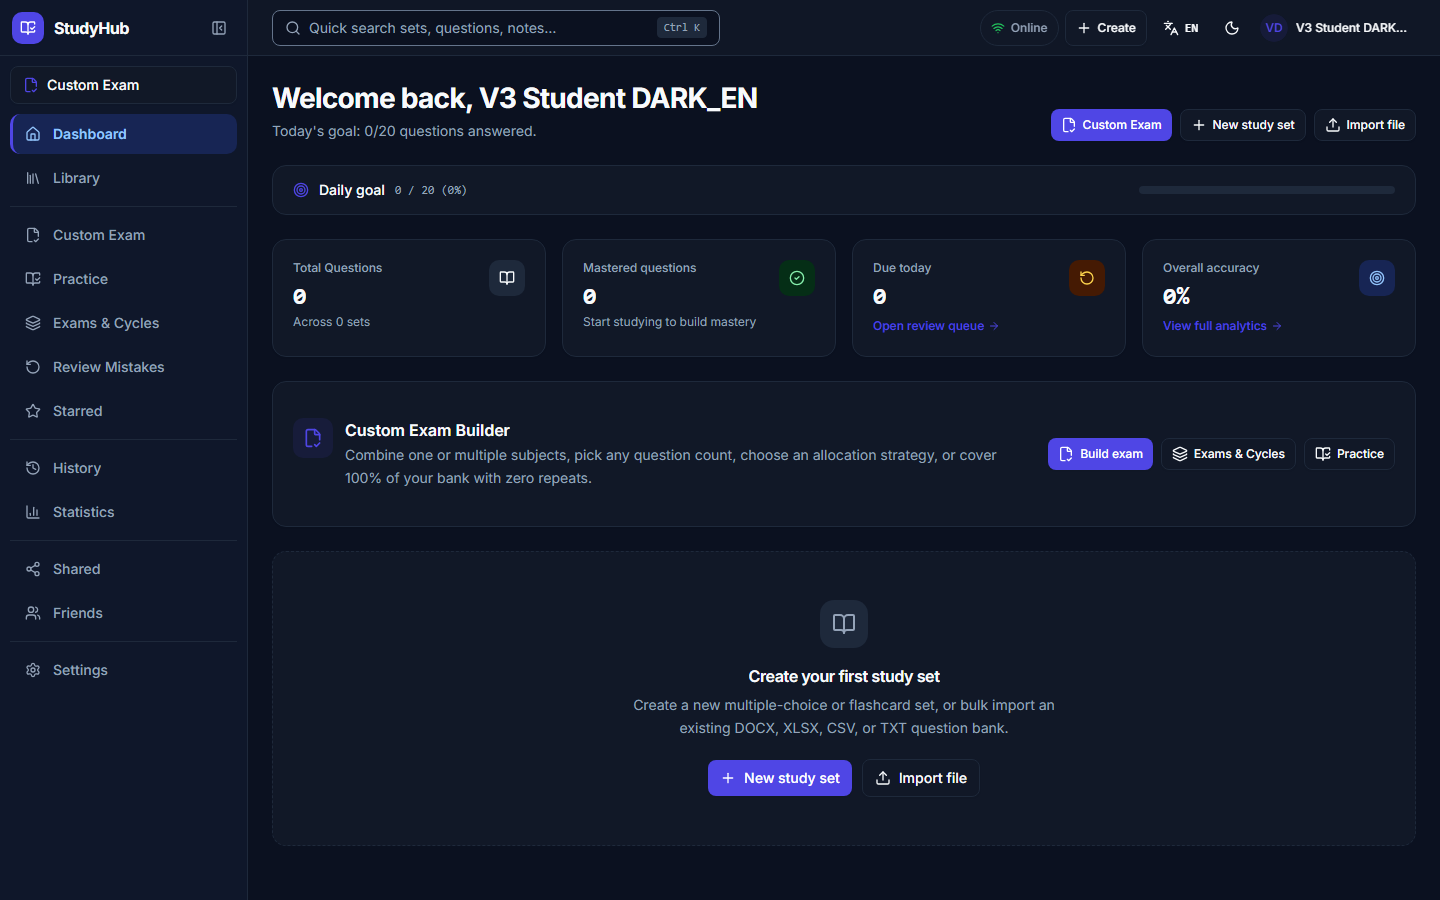 StudyHub
Quick search sets, questions, notes...
Ctrl K
Online
Create
EN
VD
V3 Student DARK...
Custom Exam
Dashboard
Library
Custom Exam
Practice
Exams & Cycles
Review Mistakes
Starred
History
Statistics
Shared
Friends
Settings
Welcome back, V3 Student DARK_EN
Today's goal: 0/20 questions answered.
Custom Exam
New study set
Import file
Daily goal 0 / 20 (0%)
Total Questions
0
Across 0 sets
Mastered questions
0
Start studying to build mastery
Due today
0
Open review queue →
Overall accuracy
0%
View full analytics →
Custom Exam Builder
Combine one or multiple subjects, pick any question count, choose an allocation strategy, or cover
100% of your bank with zero repeats.
Build exam
Exams & Cycles
Practice
Create your first study set
Create a new multiple-choice or flashcard set, or bulk import an
existing DOCX, XLSX, CSV, or TXT question bank.
New study set
Import file